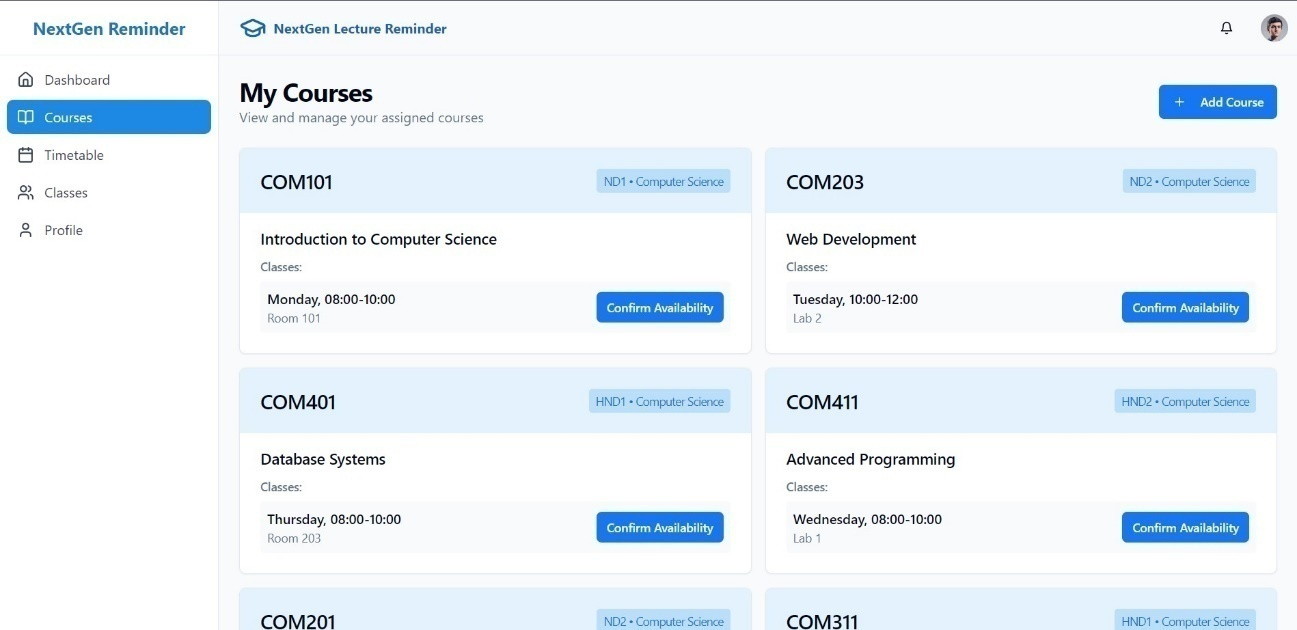 NextGen Reminder
Dashboard
Courses
Timetable
Classes
Profile
NextGen Lecture Reminder
My Courses
View and manage your assigned courses
+ Add Course
COM101
ND1 • Computer Science
Introduction to Computer Science
Classes:
Monday, 08:00-10:00
Room 101
Confirm Availability
COM203
ND2 • Computer Science
Web Development
Classes:
Tuesday, 10:00-12:00
Lab 2
Confirm Availability
COM401
HND1 • Computer Science
Database Systems
Classes:
Thursday, 08:00-10:00
Room 203
Confirm Availability
COM411
HND2 • Computer Science
Advanced Programming
Classes:
Wednesday, 08:00-10:00
Lab 1
Confirm Availability
COM201
ND2 • Computer Science
COM311
HND1 • Computer Science